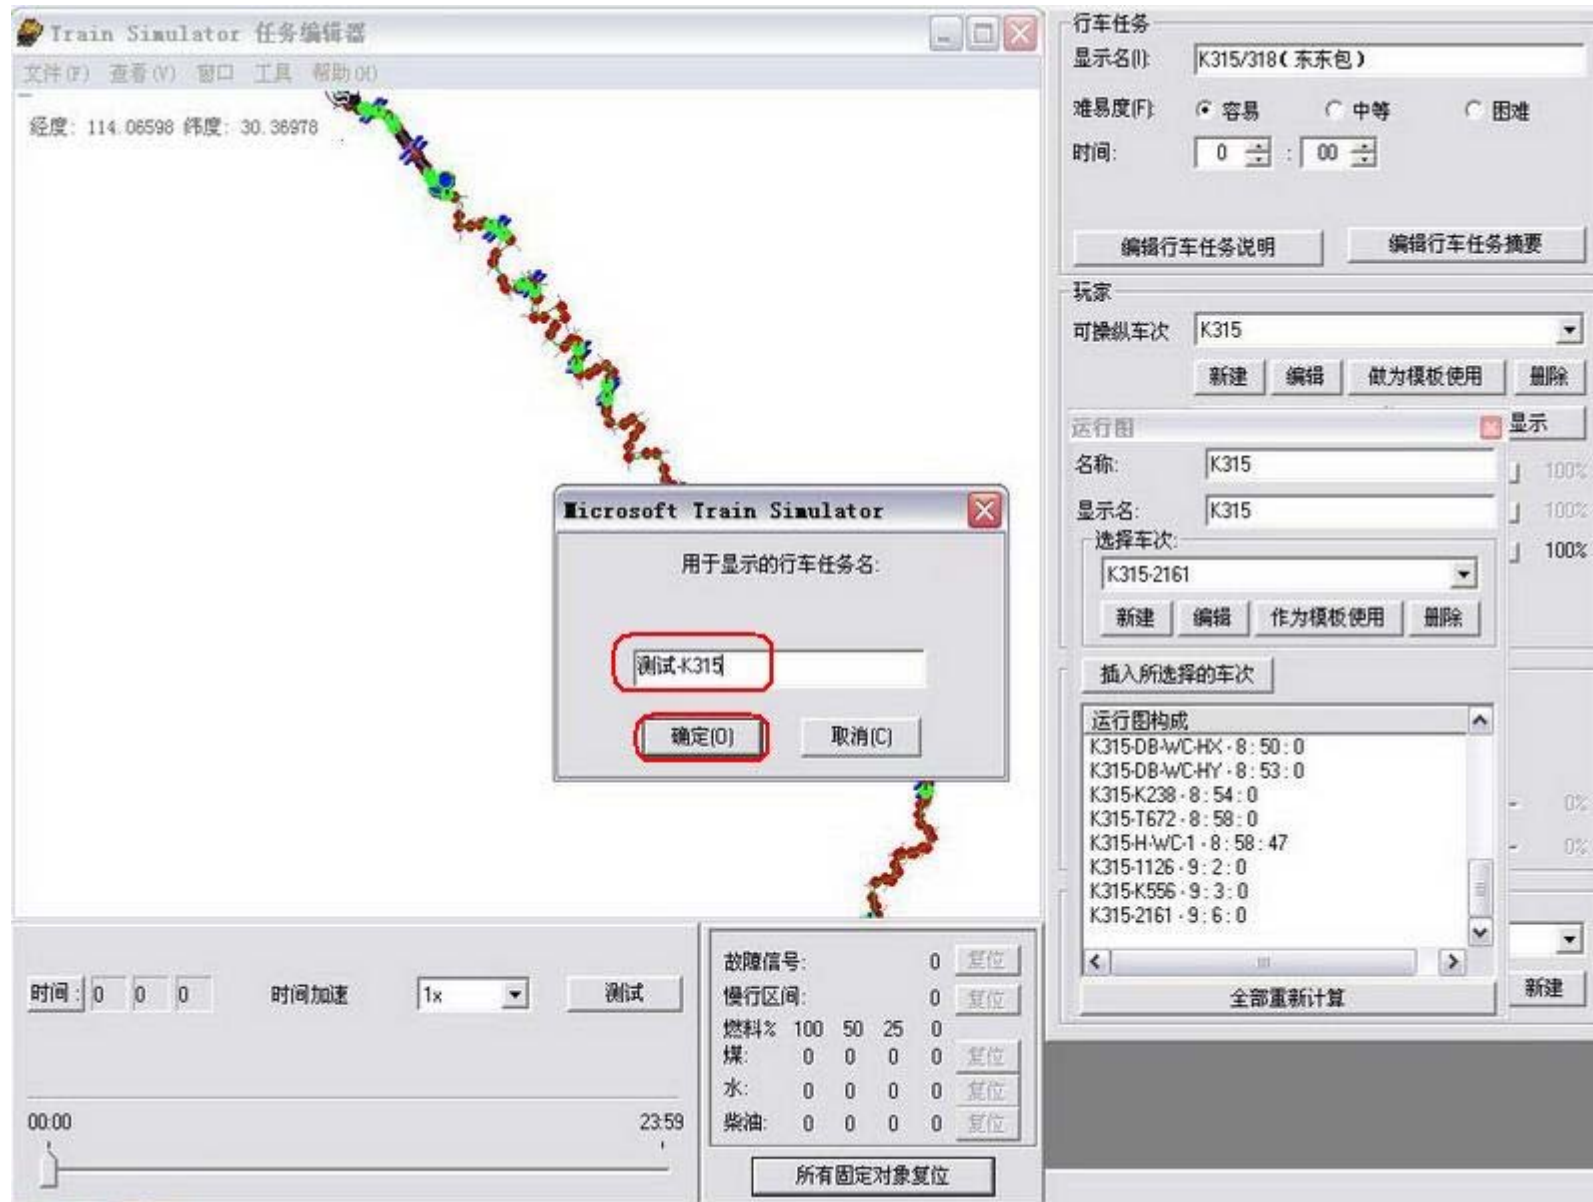 Train Simulator 任务编辑器
文件(F) 查看(V) 窗口 工具 帮助(H)
经度: 114.06598 纬度: 30.36978
行车任务
显示名(I): K315/318(东东包)
难易度(F): 容易 中等 困难
时间: 0 : 00
编辑行车任务说明 编辑行车任务摘要
玩家
可操纵车次 K315
新建 编辑 做为模板使用 删除
显示
运行图
名称: K315
100%
显示名: K315
100%
选择车次:
100%
K315-2161
新建 编辑 作为模板使用 删除
插入所选择的车次
运行图构成
K315-DB-WC-HX - 8 : 50 : 0
K315-DB-WC-HY - 8 : 53 : 0
K315-K238 - 8 : 54 : 0
0%
K315-T672 - 8 : 58 : 0
K315-H-WC-1 - 8 : 58 : 47
0%
K315-1126 - 9 : 2 : 0
K315-K556 - 9 : 3 : 0
K315-2161 - 9 : 6 : 0
全部重新计算
新建
Microsoft Train Simulator
用于显示的行车任务名:
测试-K315
确定(O) 取消(C)
时间 : 0 0 0 时间加速 1x 测试
00:00 23:59
故障信号: 0 复位
慢行区间: 0 复位
燃料% 100 50 25 0
煤: 0 0 0 0 复位
水: 0 0 0 0 复位
柴油: 0 0 0 0 复位
所有固定对象复位